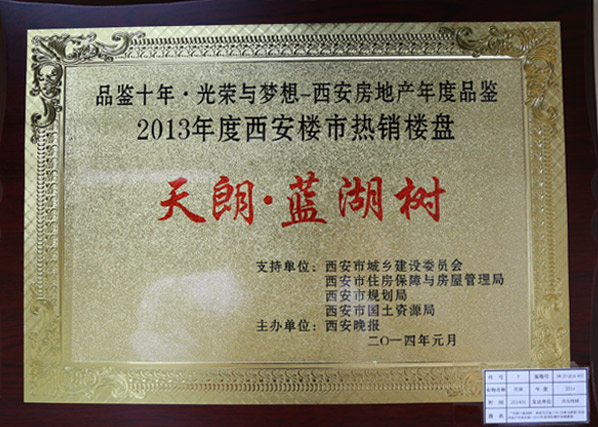 品鉴十年·光荣与梦想-西安房地产年度品鉴
2013年度西安楼市热销楼盘
天朗·蓝湖树
支持单位：西安市城乡建设委员会
西安市住房保障与房屋管理局
西安市规划局
西安市国土资源局
主办单位：西安晚报
二〇一四年元月